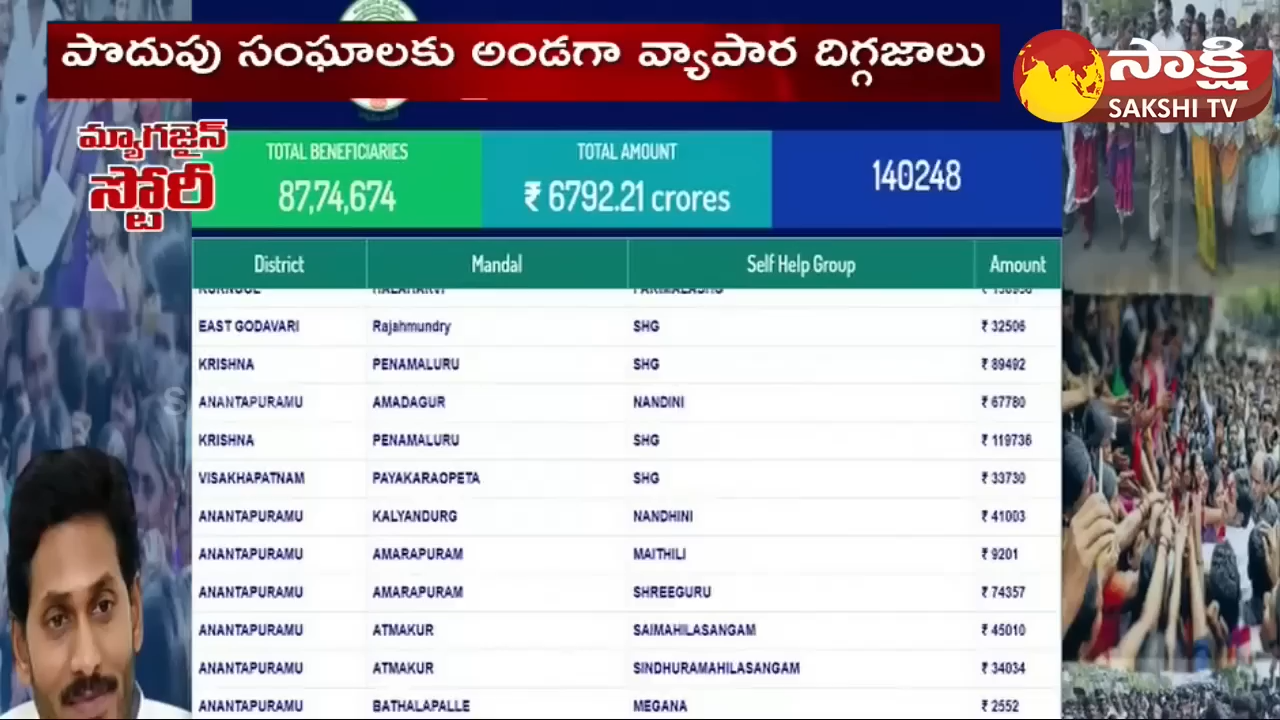 పొదుపు సంఘాలకు అండగా వ్యాపార దిగ్గజాలు
సాక్షి
SAKSHI TV
మ్యాగజైన్
స్టోరీ
TOTAL BENEFICIARIES
87,74,674
TOTAL AMOUNT
₹ 6792.21 crores
140248
District Mandal Self Help Group Amount
EAST GODAVARI Rajahmundry SHG ₹ 32506
KRISHNA PENAMALURU SHG ₹ 89492
ANANTAPURAMU AMADAGUR NANDINI ₹ 67780
KRISHNA PENAMALURU SHG ₹ 119736
VISAKHAPATNAM PAYAKARAOPETA SHG ₹ 33730
ANANTAPURAMU KALYANDURG NANDHINI ₹ 41003
ANANTAPURAMU AMARAPURAM MAITHILI ₹ 9201
ANANTAPURAMU AMARAPURAM SHREEGURU ₹ 74357
ANANTAPURAMU ATMAKUR SAIMAHILASANGAM ₹ 45010
ANANTAPURAMU ATMAKUR SINDHURAMAHILASANGAM ₹ 34034
ANANTAPURAMU BATHALAPALLE MEGANA ₹ 2552